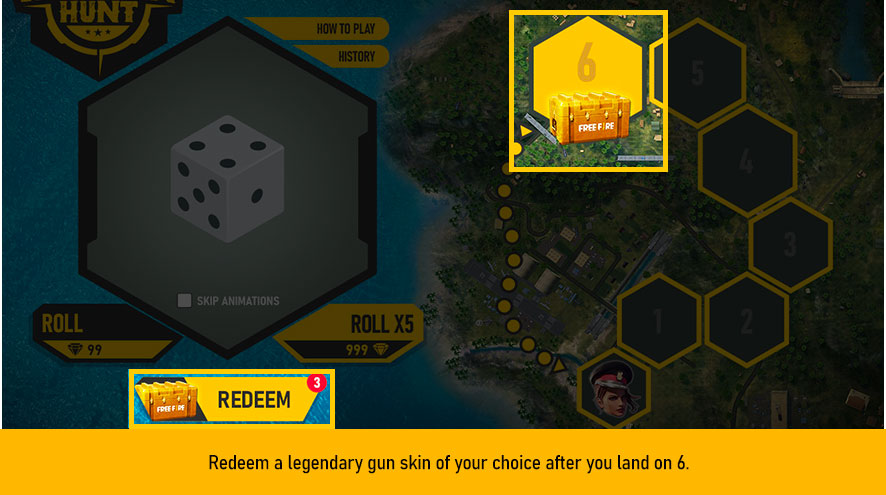 HUNT
HOW TO PLAY
HISTORY
6
FREE FIRE
5
4
3
1
2
SKIP ANIMATIONS
ROLL
ROLL X5
99
999
3
FREE FIRE
REDEEM
Redeem a legendary gun skin of your choice after you land on 6.